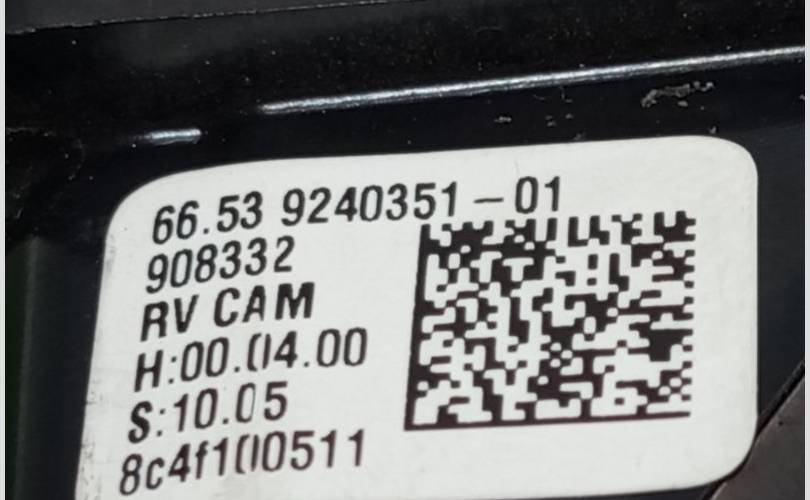 66.53 9240351-01
908332
RV CAM
H:00.04.00
S:10.05
8c4f100511